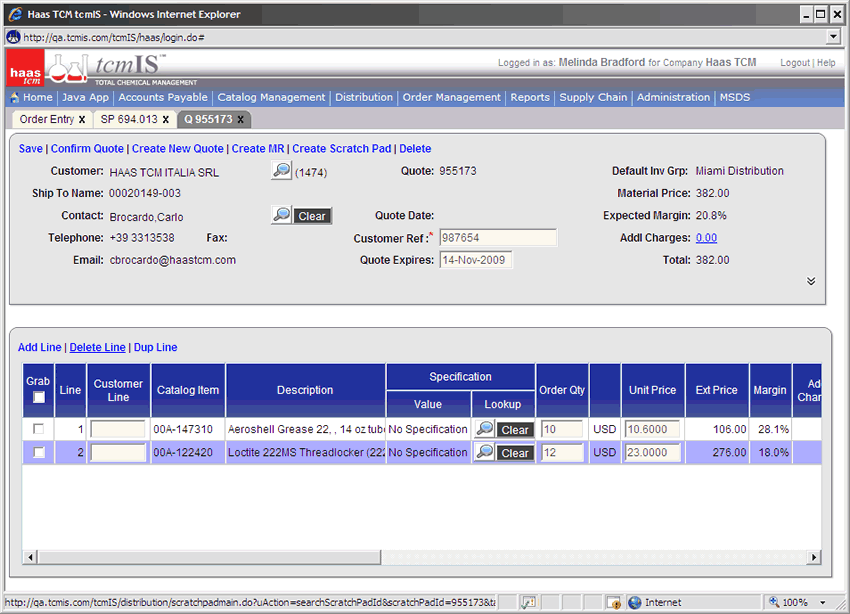 Haas TCM tcmIS - Windows Internet Explorer
http://qa.tcmis.com/tcmIS/haas/login.do#
haas tcm
tcmIS™
TOTAL CHEMICAL MANAGEMENT
Logged in as: Melinda Bradford for Company Haas TCM Logout | Help
Home | Java App | Accounts Payable | Catalog Management | Distribution | Order Management | Reports | Supply Chain | Administration | MSDS
Order Entry x SP 694.013 x Q 955173 x
Save | Confirm Quote | Create New Quote | Create MR | Create Scratch Pad | Delete
Customer: HAAS TCM ITALIA SRL (1474) Quote: 955173 Default Inv Grp: Miami Distribution
Ship To Name: 00020149-003 Material Price: 382.00
Contact: Brocardo,Carlo Clear Quote Date: Expected Margin: 20.8%
Telephone: +39 3313538 Fax: Customer Ref :* 987654 Addl Charges: 0.00
Email: cbrocardo@haastcm.com Quote Expires: 14-Nov-2009 Total: 382.00
Add Line | Delete Line | Dup Line
Grab Line Customer Line Catalog Item Description Specification Value Lookup Order Qty Unit Price Ext Price Margin Ad Char
1 00A-147310 Aeroshell Grease 22, , 14 oz tube No Specification Clear 10 USD 10.6000 106.00 28.1%
2 00A-122420 Loctite 222MS Threadlocker (222 No Specification Clear 12 USD 23.0000 276.00 18.0%
http://qa.tcmis.com/tcmIS/distribution/scratchpadmain.do?uAction=searchScratchPadId&scratchPadId=955173&ta Internet 100%